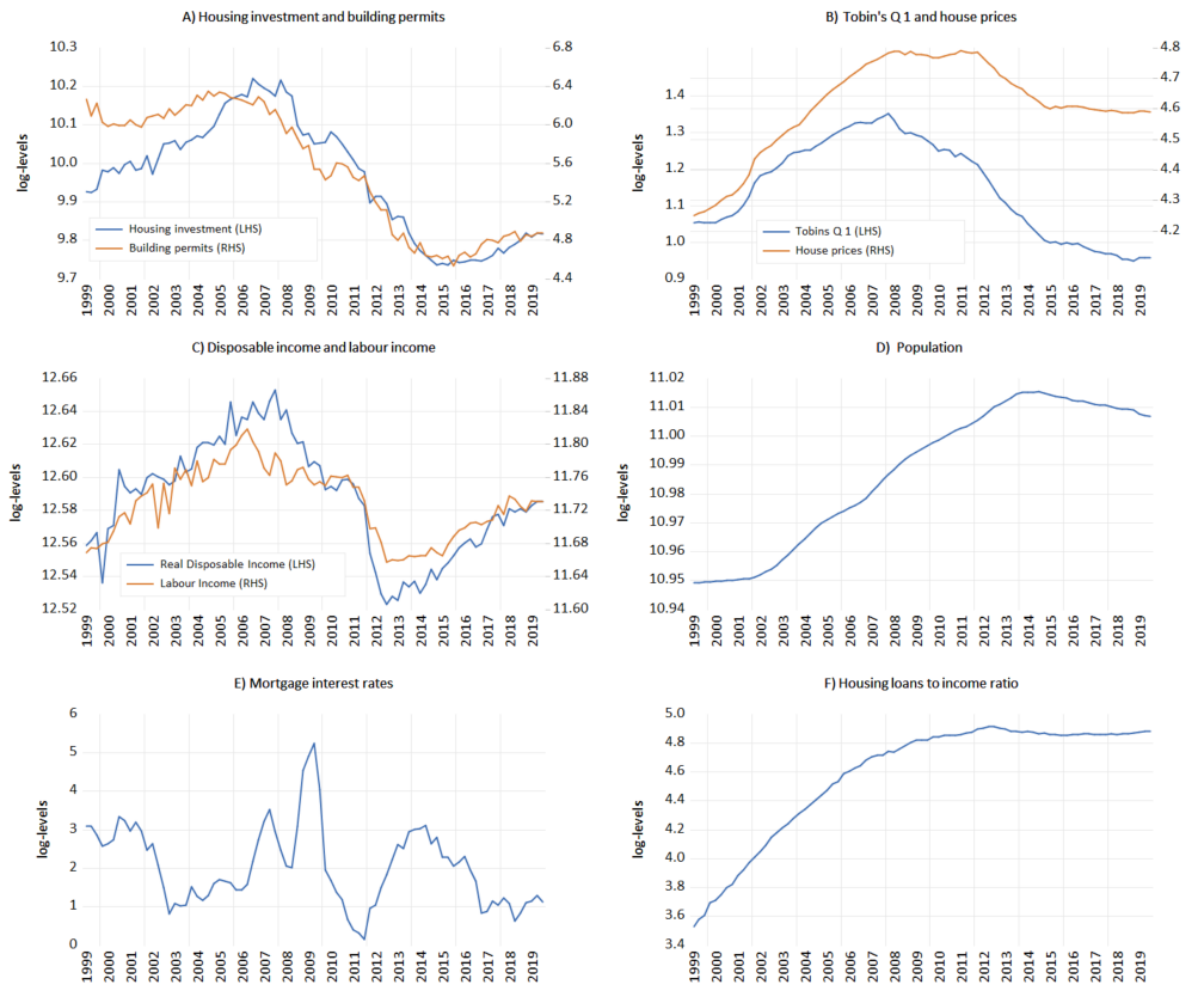 A) Housing investment and building permits
10.3
10.2
10.1
10.0
9.9
9.8
9.7
log-levels
6.8
6.4
6.0
5.6
5.2
4.8
4.4
Housing investment (LHS)
Building permits (RHS)
1999 2000 2001 2002 2003 2004 2005 2006 2007 2008 2009 2010 2011 2012 2013 2014 2015 2016 2017 2018 2019
B) Tobin's Q 1 and house prices
1.4
1.3
1.2
1.1
1.0
0.9
log-levels
4.8
4.7
4.6
4.5
4.4
4.3
4.2
Tobins Q 1 (LHS)
House prices (RHS)
1999 2000 2001 2002 2003 2004 2005 2006 2007 2008 2009 2010 2011 2012 2013 2014 2015 2016 2017 2018 2019
C) Disposable income and labour income
12.66
12.64
12.62
12.60
12.58
12.56
12.54
12.52
log-levels
11.88
11.84
11.80
11.76
11.72
11.68
11.64
11.60
Real Disposable Income (LHS)
Labour Income (RHS)
1999 2000 2001 2002 2003 2004 2005 2006 2007 2008 2009 2010 2011 2012 2013 2014 2015 2016 2017 2018 2019
D) Population
11.02
11.01
11.00
10.99
10.98
10.97
10.96
10.95
10.94
log-levels
1999 2000 2001 2002 2003 2004 2005 2006 2007 2008 2009 2010 2011 2012 2013 2014 2015 2016 2017 2018 2019
E) Mortgage interest rates
6
5
4
3
2
1
0
log-levels
1999 2000 2001 2002 2003 2004 2005 2006 2007 2008 2009 2010 2011 2012 2013 2014 2015 2016 2017 2018 2019
F) Housing loans to income ratio
5.0
4.8
4.6
4.4
4.2
4.0
3.8
3.6
3.4
log-levels
1999 2000 2001 2002 2003 2004 2005 2006 2007 2008 2009 2010 2011 2012 2013 2014 2015 2016 2017 2018 2019